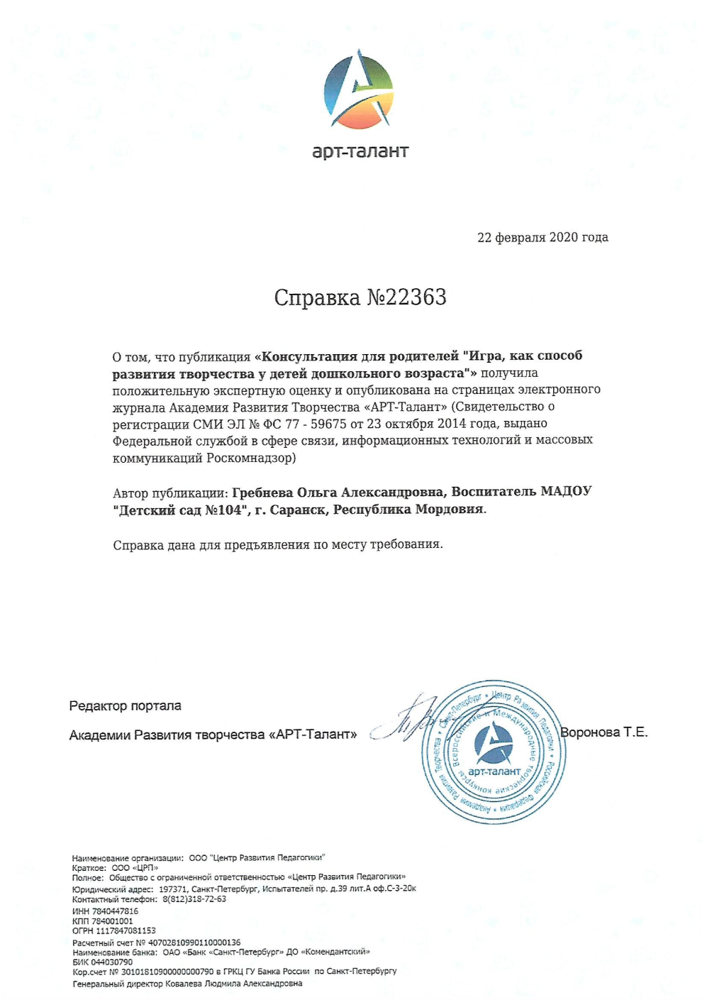 арт-талант
22 февраля 2020 года
Справка №22363
О том, что публикация «Консультация для родителей "Игра, как способ
развития творчества у детей дошкольного возраста"» получила
положительную экспертную оценку и опубликована на страницах электронного
журнала Академия Развития Творчества «АРТ-Талант» (Свидетельство о
регистрации СМИ ЭЛ № ФС 77 - 59675 от 23 октября 2014 года, выдано
Федеральной службой в сфере связи, информационных технологий и массовых
коммуникаций Роскомнадзор)
Автор публикации: Гребнева Ольга Александровна, Воспитатель МАДОУ
"Детский сад №104", г. Саранск, Республика Мордовия.
Справка дана для предъявления по месту требования.
Редактор портала
Академии Развития творчества «АРТ-Талант»
Воронова Т.Е.
Санкт-Петербург * Центр Развития Педагогики * Российская Федерация * Академия Развития Творчества *
Всероссийские и Международные творческие конкурсы
арт-талант
Наименование организации: ООО "Центр Развития Педагогики"
Краткое: ООО «ЦРП»
Полное: Общество с ограниченной ответственностью «Центр Развития Педагогики»
Юридический адрес: 197371, Санкт-Петербург, Испытателей пр. д.39 лит.А оф.С-3-20к
Контактный телефон: 8(812)318-72-63
ИНН 7840447816
КПП 784001001
ОГРН 1117847081153
Расчетный счет № 40702810990110000136
Наименование банка: ОАО «Банк «Санкт-Петербург» ДО «Комендантский»
БИК 044030790
Кор.счет № 30101810900000000790 в ГРКЦ ГУ Банка России по Санкт-Петербургу
Генеральный директор Ковалева Людмила Александровна